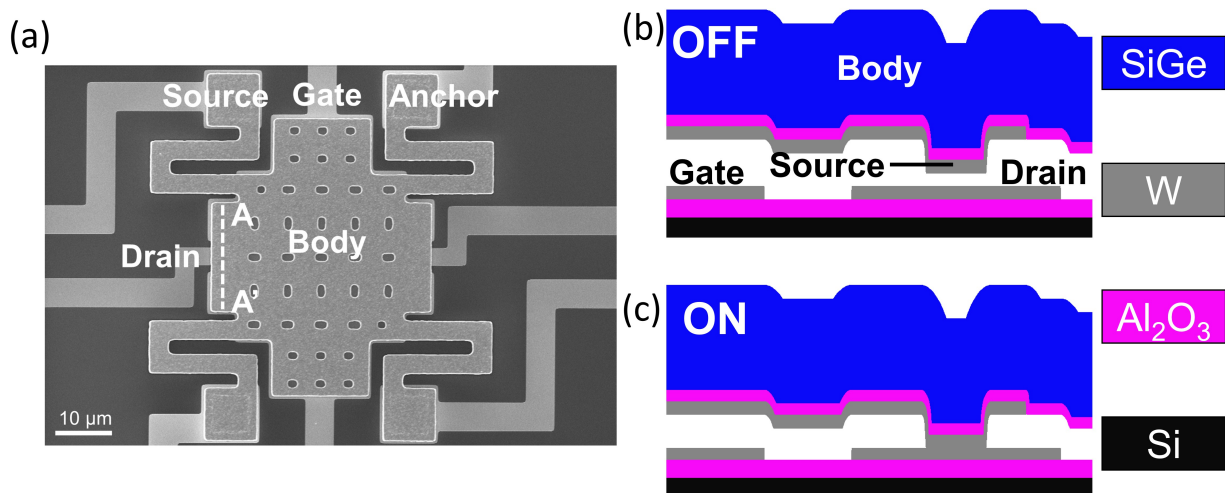 (a)
Source Gate Anchor
A
Drain Body
A'
10 μm
(b)
OFF
Body
Source
Gate Drain
(c)
ON
SiGe
W
Al₂O₃
Si